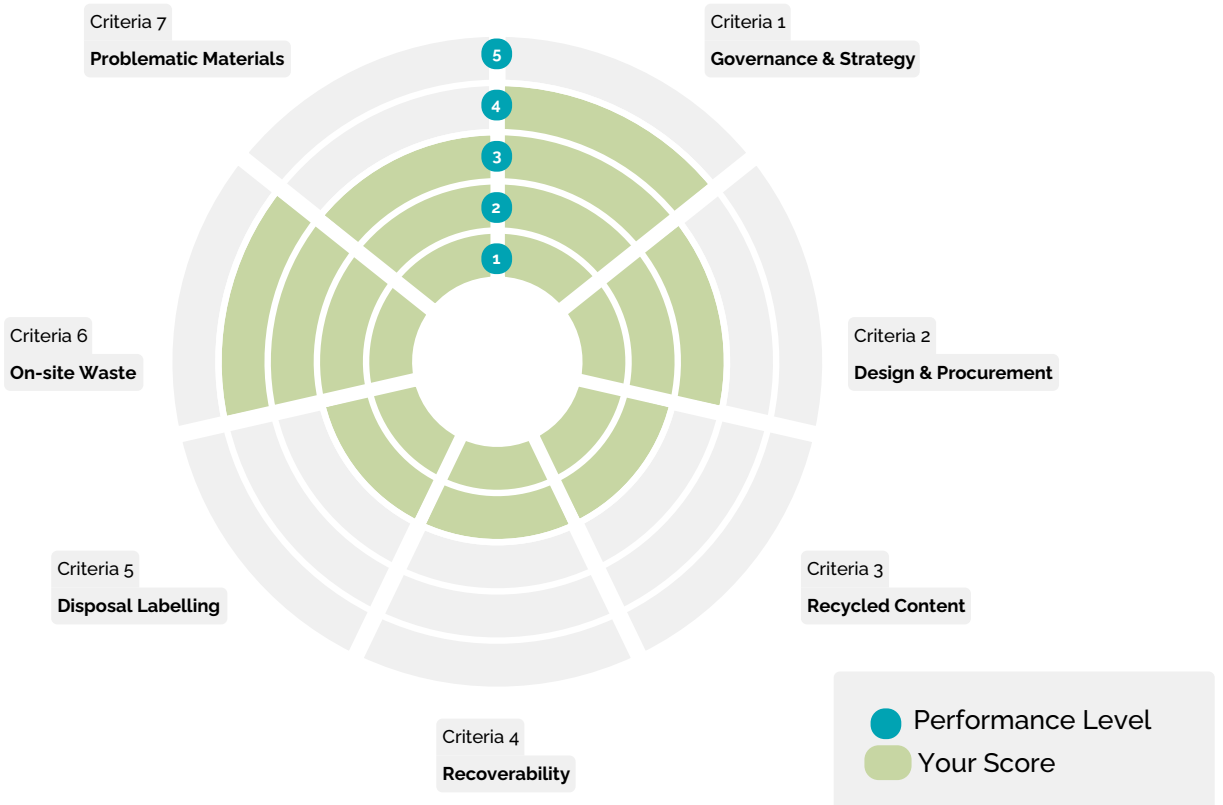 Criteria 7
Problematic Materials
Criteria 1
Governance & Strategy
5
4
3
2
1
Criteria 6
On-site Waste
Criteria 2
Design & Procurement
Criteria 5
Disposal Labelling
Criteria 3
Recycled Content
Criteria 4
Recoverability
Performance Level
Your Score